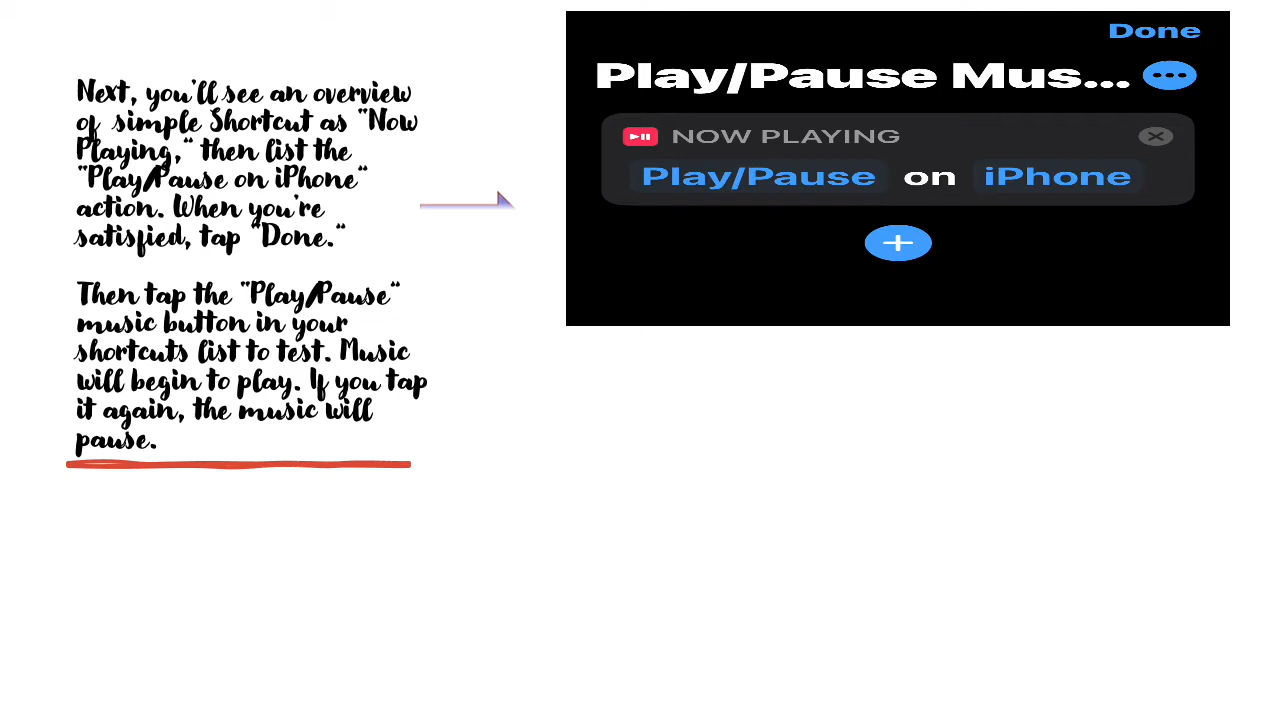 Next, you'll see an overview
of simple Shortcut as "Now
Playing," then list the
"Play/Pause on iPhone"
action. When you're
satisfied, tap "Done."
Then tap the "Play/Pause"
music button in your
shortcuts list to test. Music
will begin to play. If you tap
it again, the music will
pause.
Done
Play/Pause Mus...
NOW PLAYING
Play/Pause on iPhone